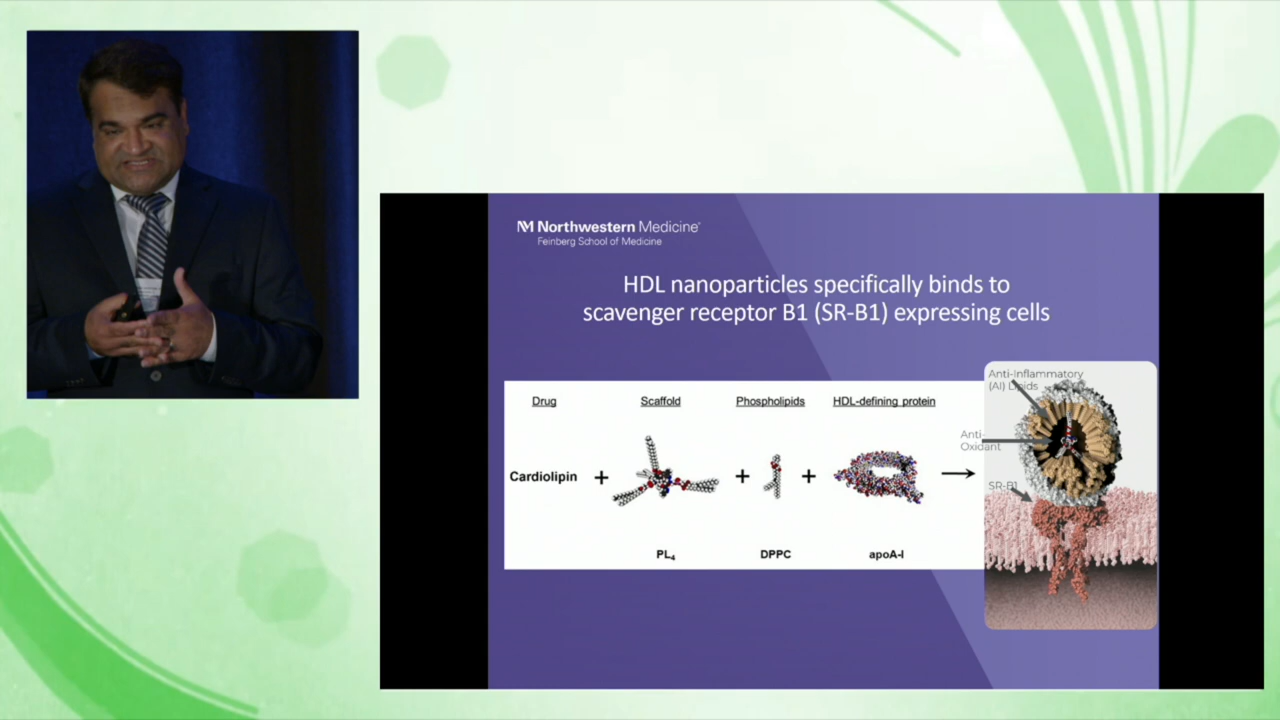 Northwestern Medicine
Feinberg School of Medicine
HDL nanoparticles specifically binds to
scavenger receptor B1 (SR-B1) expressing cells
Drug
Scaffold
Phospholipids
HDL-defining protein
Cardiolipin
+
+
+
PL₄
DPPC
apoA-I
Anti-Inflammatory
(AI) Lipids
Anti-
Oxidant
SR-B1